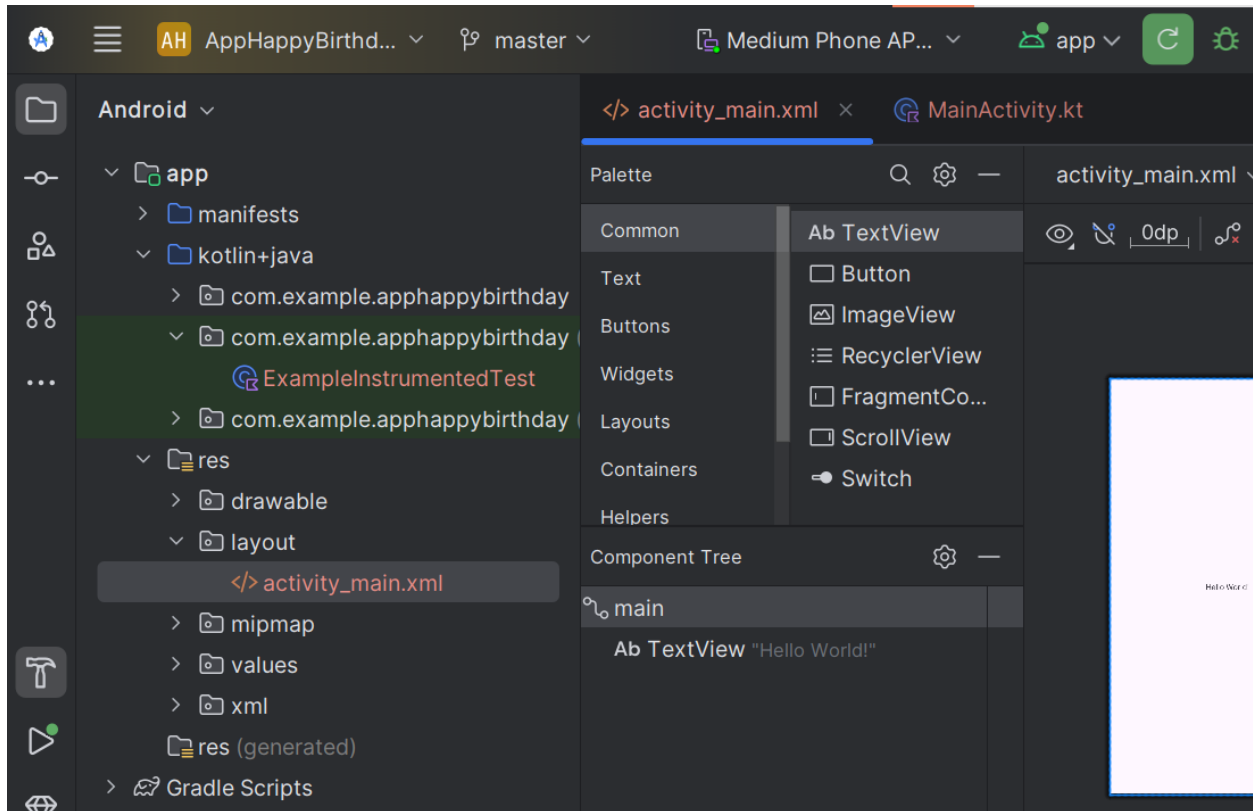 AH AppHappyBirthd... master Medium Phone AP... app
Android
activity_main.xml MainActivity.kt
app
manifests
kotlin+java
com.example.apphappybirthday
com.example.apphappybirthday (
ExampleInstrumentedTest
com.example.apphappybirthday (
res
drawable
layout
activity_main.xml
mipmap
values
xml
res (generated)
Gradle Scripts
Palette
Common
Text
Buttons
Widgets
Layouts
Containers
Helpers
Ab TextView
Button
ImageView
RecyclerView
FragmentCo...
ScrollView
Switch
Component Tree
main
Ab TextView "Hello World!"
activity_main.xml
0dp
Hello World